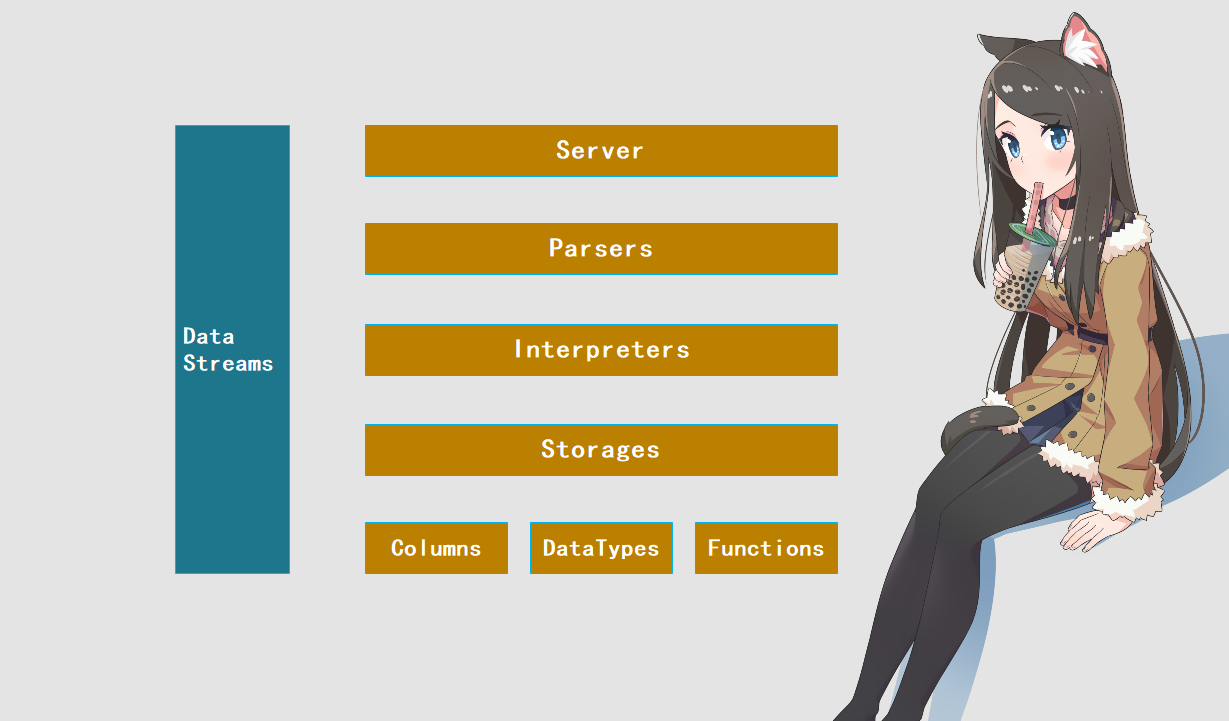 Data
Streams
Server
Parsers
Interpreters
Storages
Columns
DataTypes
Functions